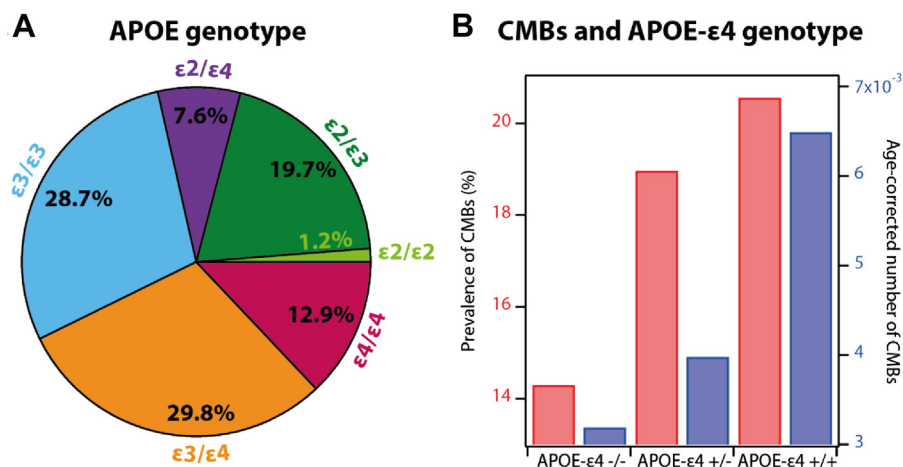 A
APOE genotype
ε2/ε4
7.6%
ε2/ε3
19.7%
1.2%
ε2/ε2
12.9%
ε4/ε4
29.8%
ε3/ε4
28.7%
ε3/ε3
B
CMBs and APOE-ε4 genotype
Prevalence of CMBs (%)
20
18
16
14
7x10⁻³
6
5
4
3
Age-corrected number of CMBs
APOE-ε4 -/-
APOE-ε4 +/-
APOE-ε4 +/+